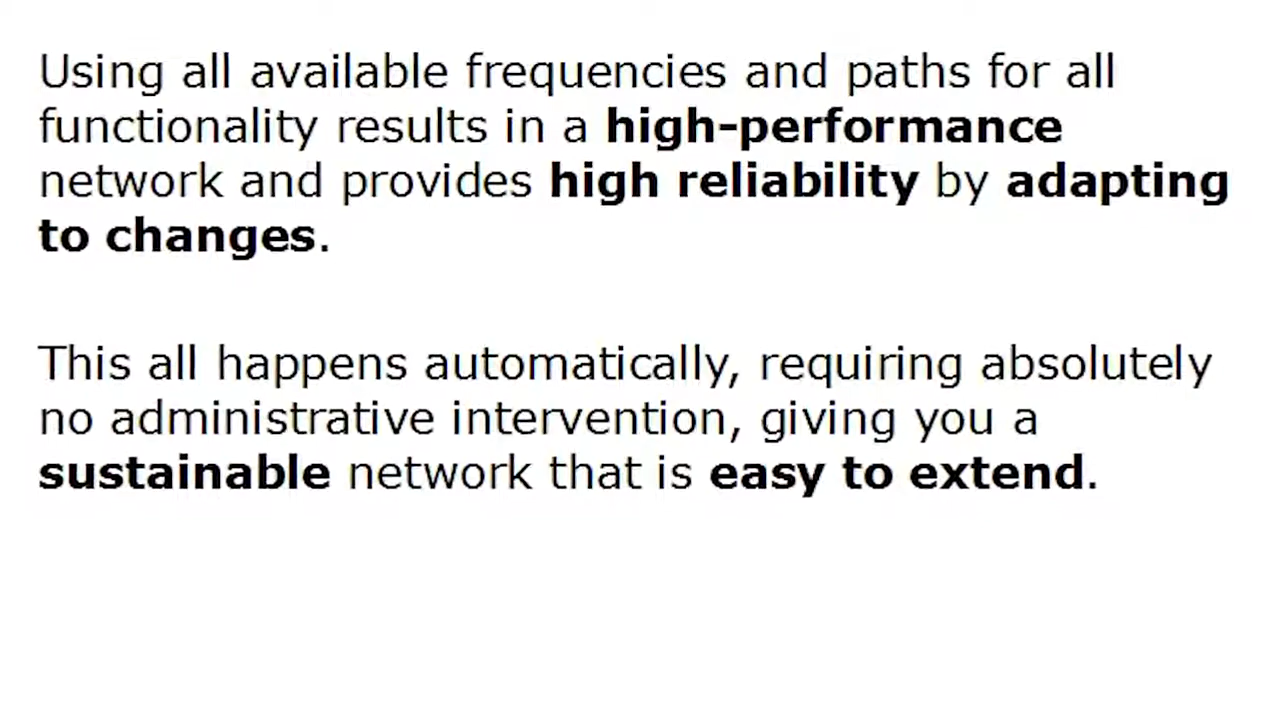 Using all available frequencies and paths for all
functionality results in a high-performance
network and provides high reliability by adapting
to changes.
This all happens automatically, requiring absolutely
no administrative intervention, giving you a
sustainable network that is easy to extend.